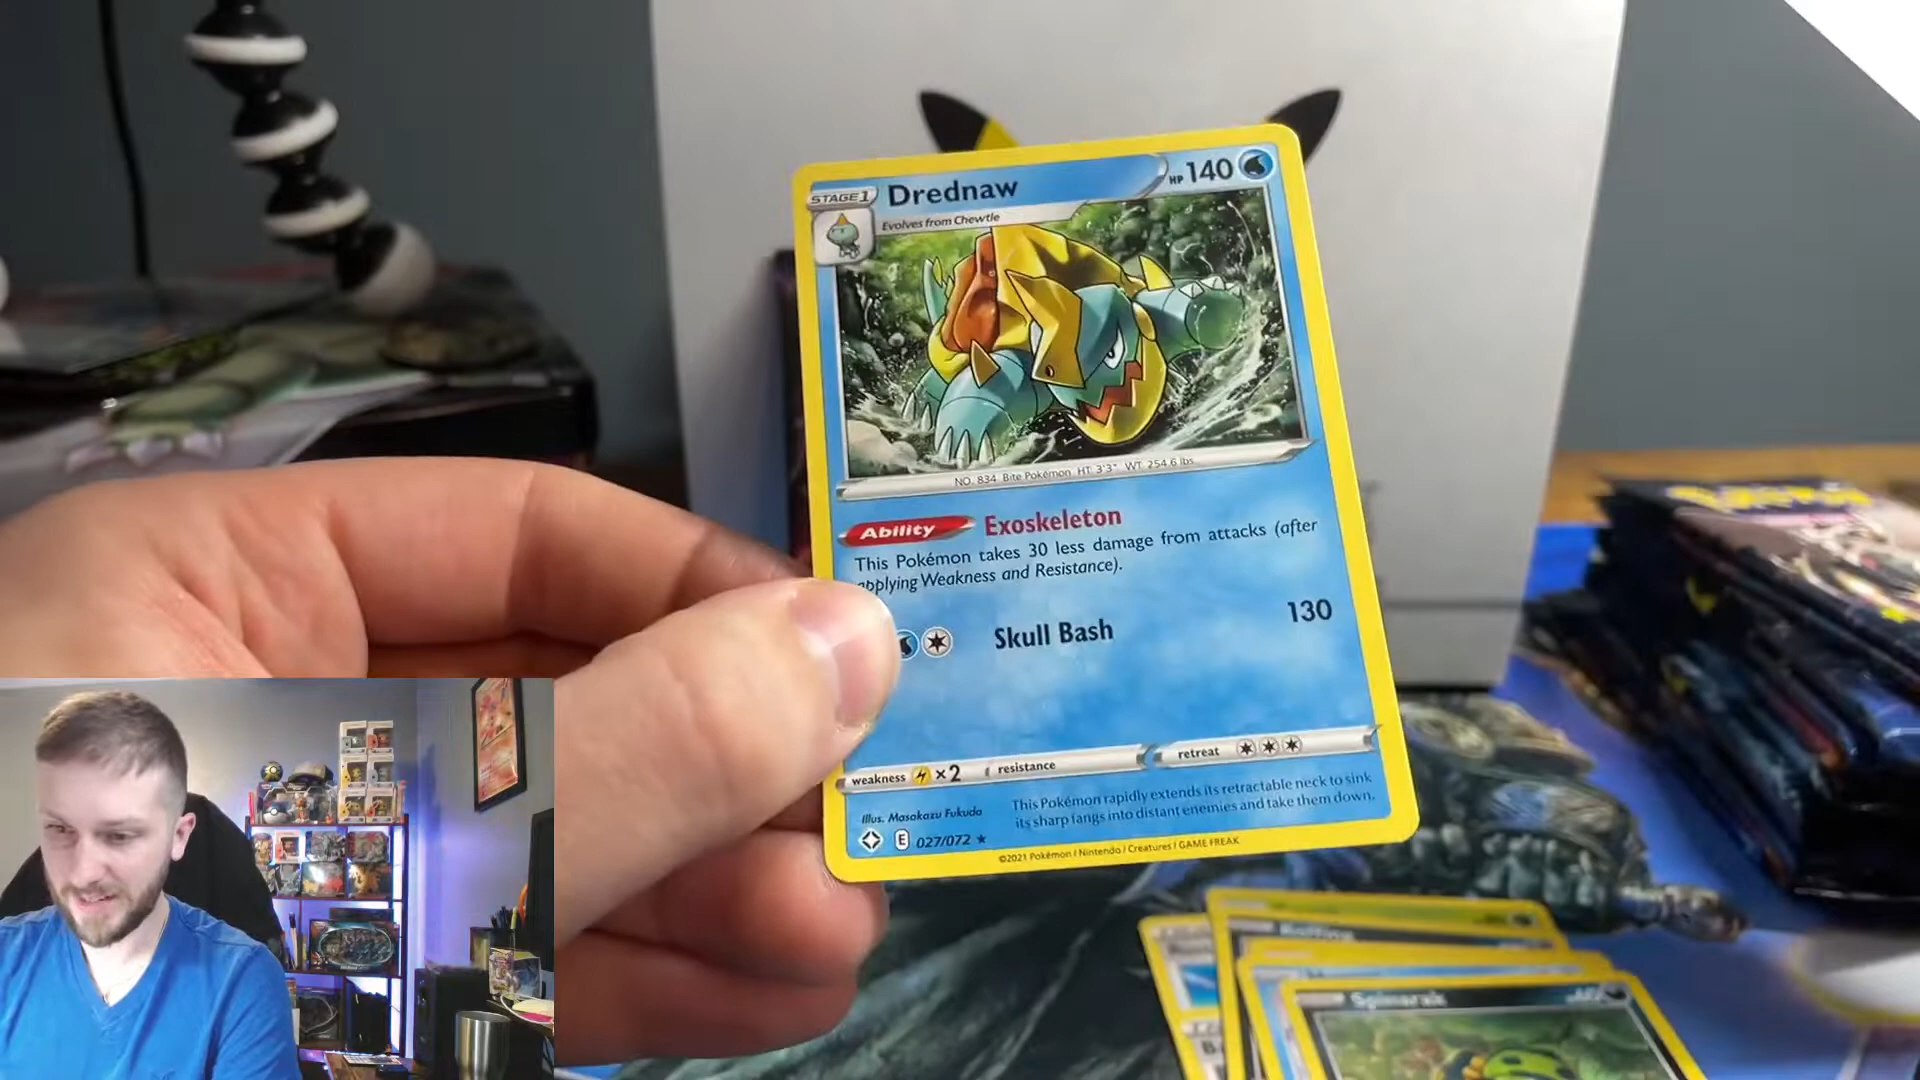 STAGE 1
Drednaw
HP 140
Evolves from Chewtle
NO. 834 Bite Pokémon HT: 3'3" WT: 254.6 lbs
Ability Exoskeleton
This Pokémon takes 30 less damage from attacks (after
applying Weakness and Resistance).
Skull Bash 130
weakness ×2 resistance retreat
Illus. Masakazu Fukuda
This Pokémon rapidly extends its retractable neck to sink
its sharp fangs into distant enemies and take them down.
E 027/072 ★
©2021 Pokémon / Nintendo / Creatures / GAME FREAK
Koffing
Spinarak